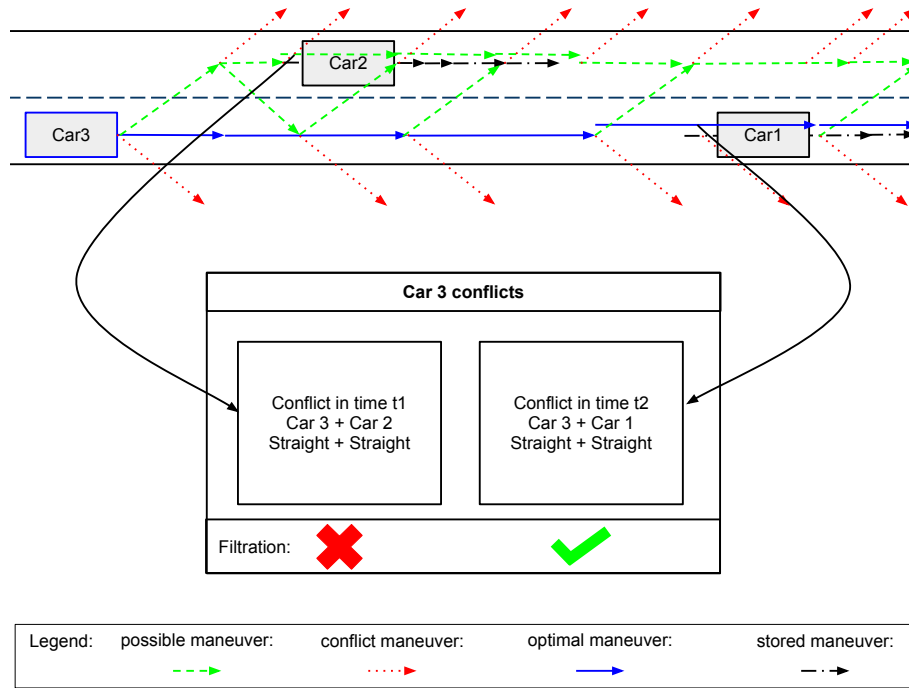 Car2
Car3
Car1
Car 3 conflicts
Conflict in time t1
Car 3 + Car 2
Straight + Straight
Conflict in time t2
Car 3 + Car 1
Straight + Straight
Filtration:
Legend: possible maneuver: conflict maneuver: optimal maneuver: stored maneuver: